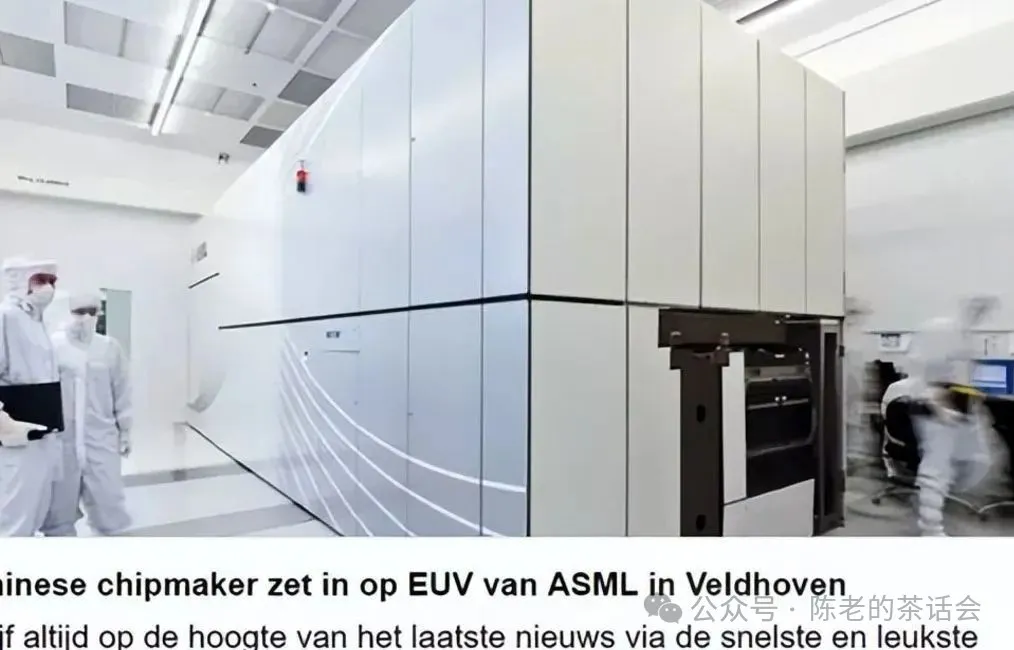 hinese chipmaker zet in op EUV van ASML in Veldhoven
公众号 · 陈老的茶话会
jf altijd op de hoogte van het laatste nieuws via de snelste en leukste